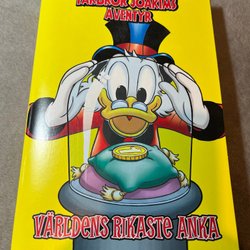 FARBROR JOAKIMS
ÄVENTYR
VÄRLDENS RIKASTE ANKA